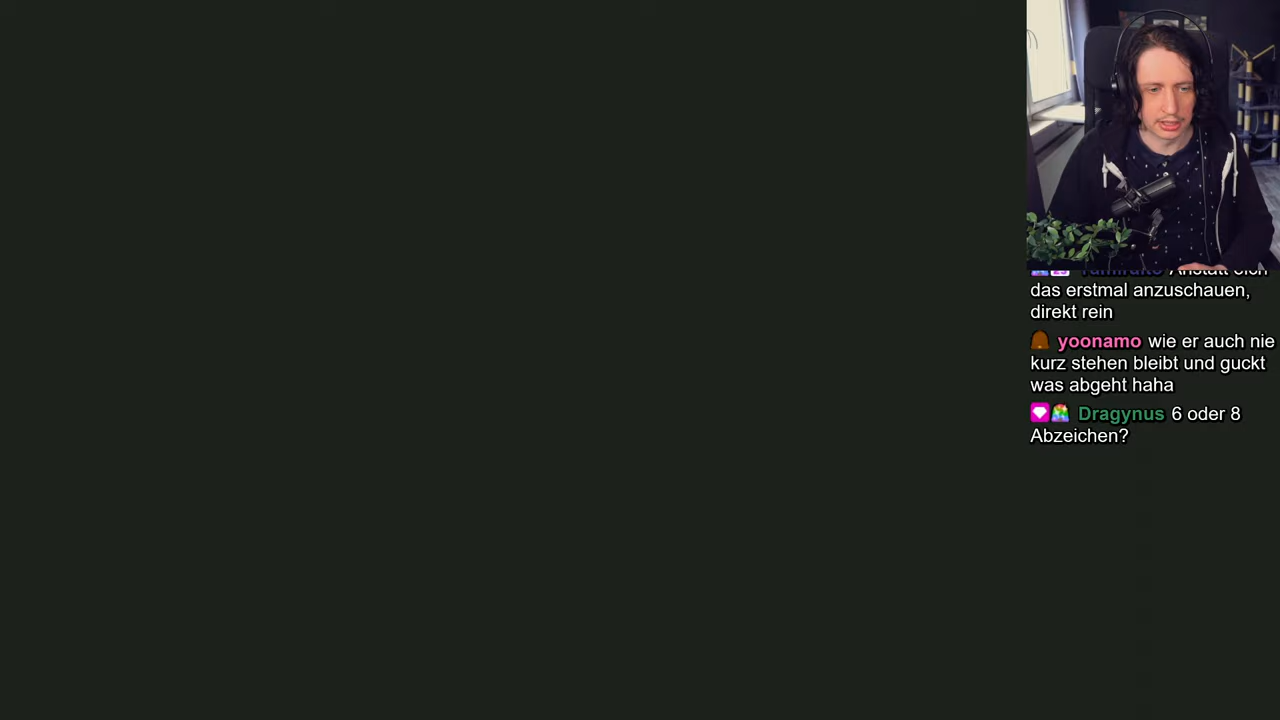 das erstmal anzuschauen,
direkt rein
yoonamo wie er auch nie
kurz stehen bleibt und guckt
was abgeht haha
Dragynus 6 oder 8
Abzeichen?